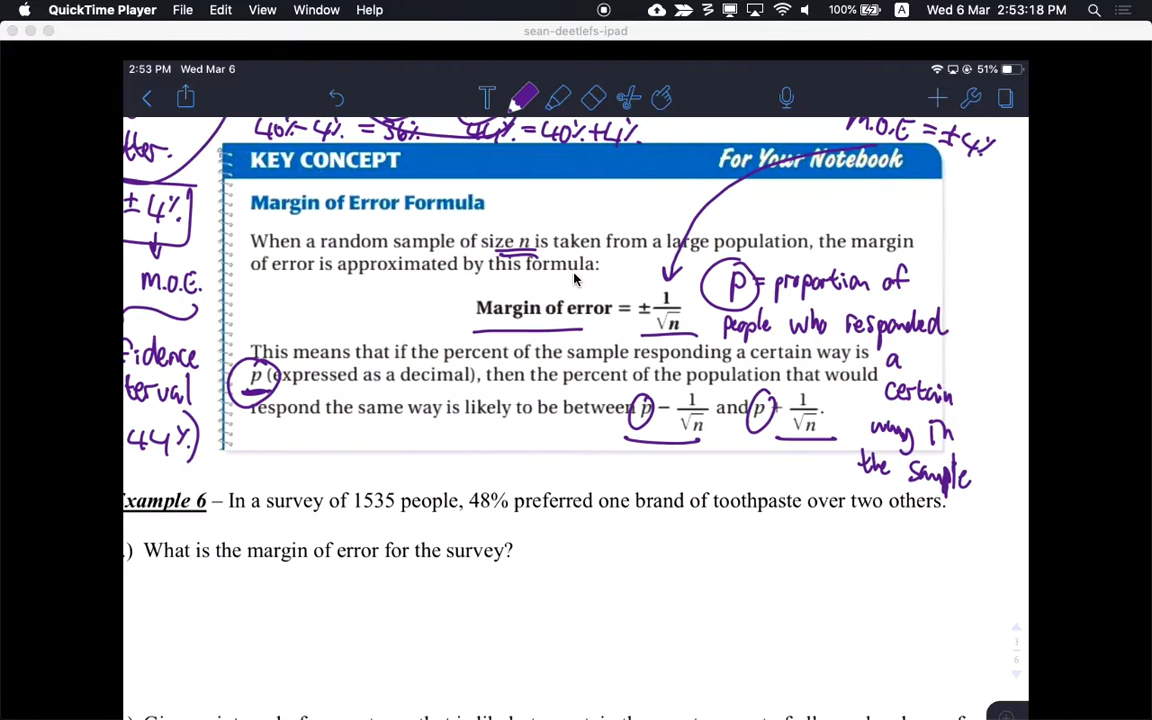 QuickTime Player File Edit View Window Help 100% A Wed 6 Mar 2:53:18 PM
sean-deetlefs-ipad
2:53 PM Wed Mar 6 51%
40%-4% = 36% 44% = 40%+4%
M.O.E = ±4%
KEY CONCEPT For Your Notebook
Margin of Error Formula
When a random sample of size n is taken from a large population, the margin
of error is approximated by this formula:
Margin of error = ± 1/√n
This means that if the percent of the sample responding a certain way is
p (expressed as a decimal), then the percent of the population that would
respond the same way is likely to be between p − 1/√n and p + 1/√n.
tter.
± 4%
M.O.E.
fidence
terval
44%)
p = proportion of
people who responded
a
certain
way in
the sample
xample 6 – In a survey of 1535 people, 48% preferred one brand of toothpaste over two others.
.) What is the margin of error for the survey?
3
6